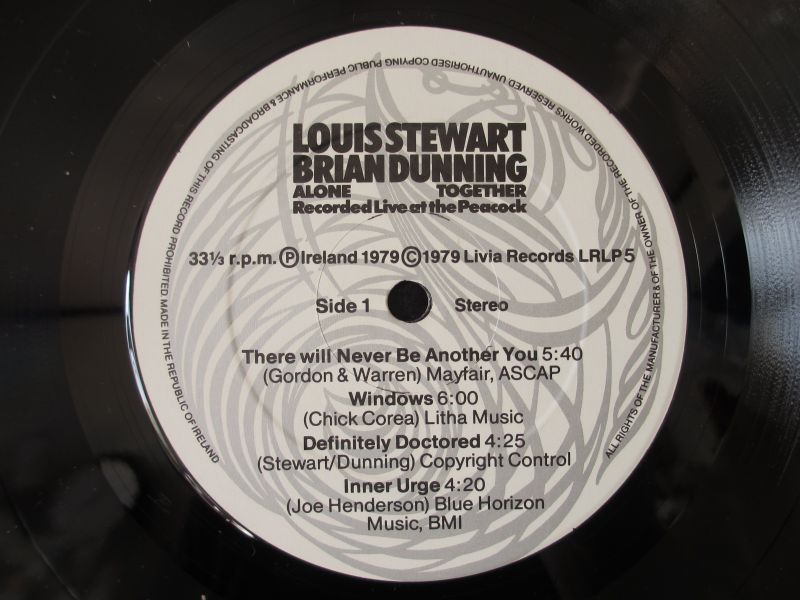 LOUIS STEWART
BRIAN DUNNING
ALONE TOGETHER
Recorded Live at the Peacock
33⅓ r.p.m. ℗ Ireland 1979 © 1979 Livia Records LRLP 5
Side 1 Stereo
There will Never Be Another You 5:40
(Gordon & Warren) Mayfair, ASCAP
Windows 6:00
(Chick Corea) Litha Music
Definitely Doctored 4:25
(Stewart/Dunning) Copyright Control
Inner Urge 4:20
(Joe Henderson) Blue Horizon
Music, BMI
ALL RIGHTS OF THE MANUFACTURER & OF THE OWNER OF THE RECORDED WORKS RESERVED UNAUTHORISED COPYING PUBLIC PERFORMANCE & BROADCASTING OF THIS RECORD PROHIBITED. MADE IN THE REPUBLIC OF IRELAND